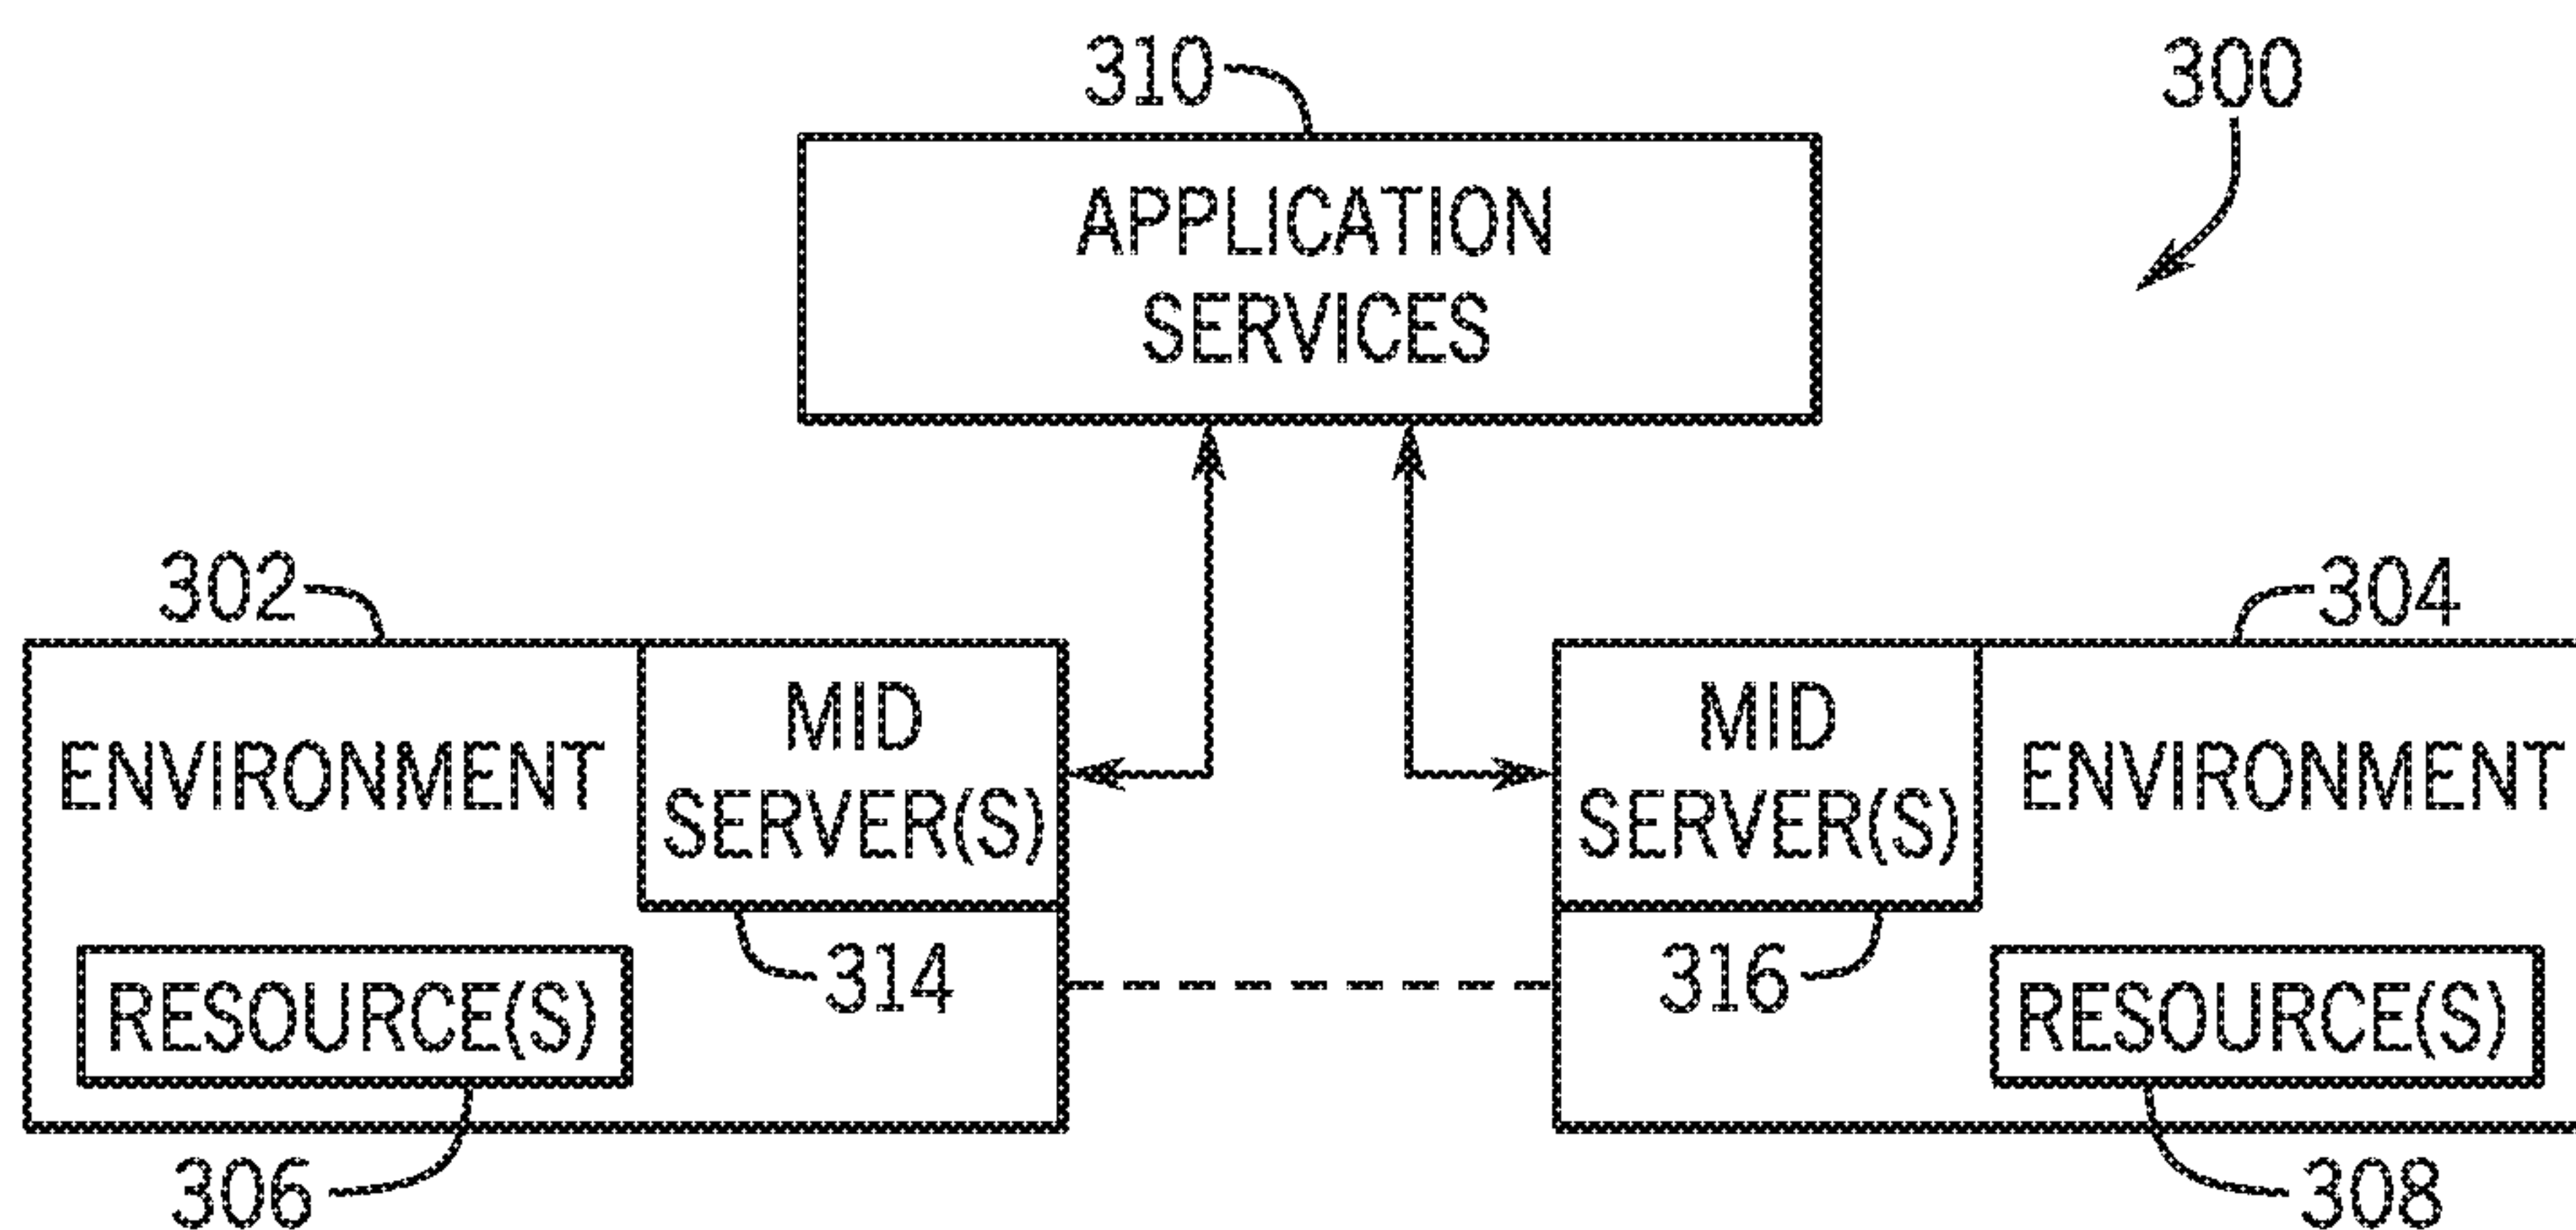 310
300
APPLICATION
SERVICES
302
304
ENVIRONMENT
MID
SERVER(S)
MID
SERVER(S)
ENVIRONMENT
314
316
RESOURCE(S)
RESOURCE(S)
306
308